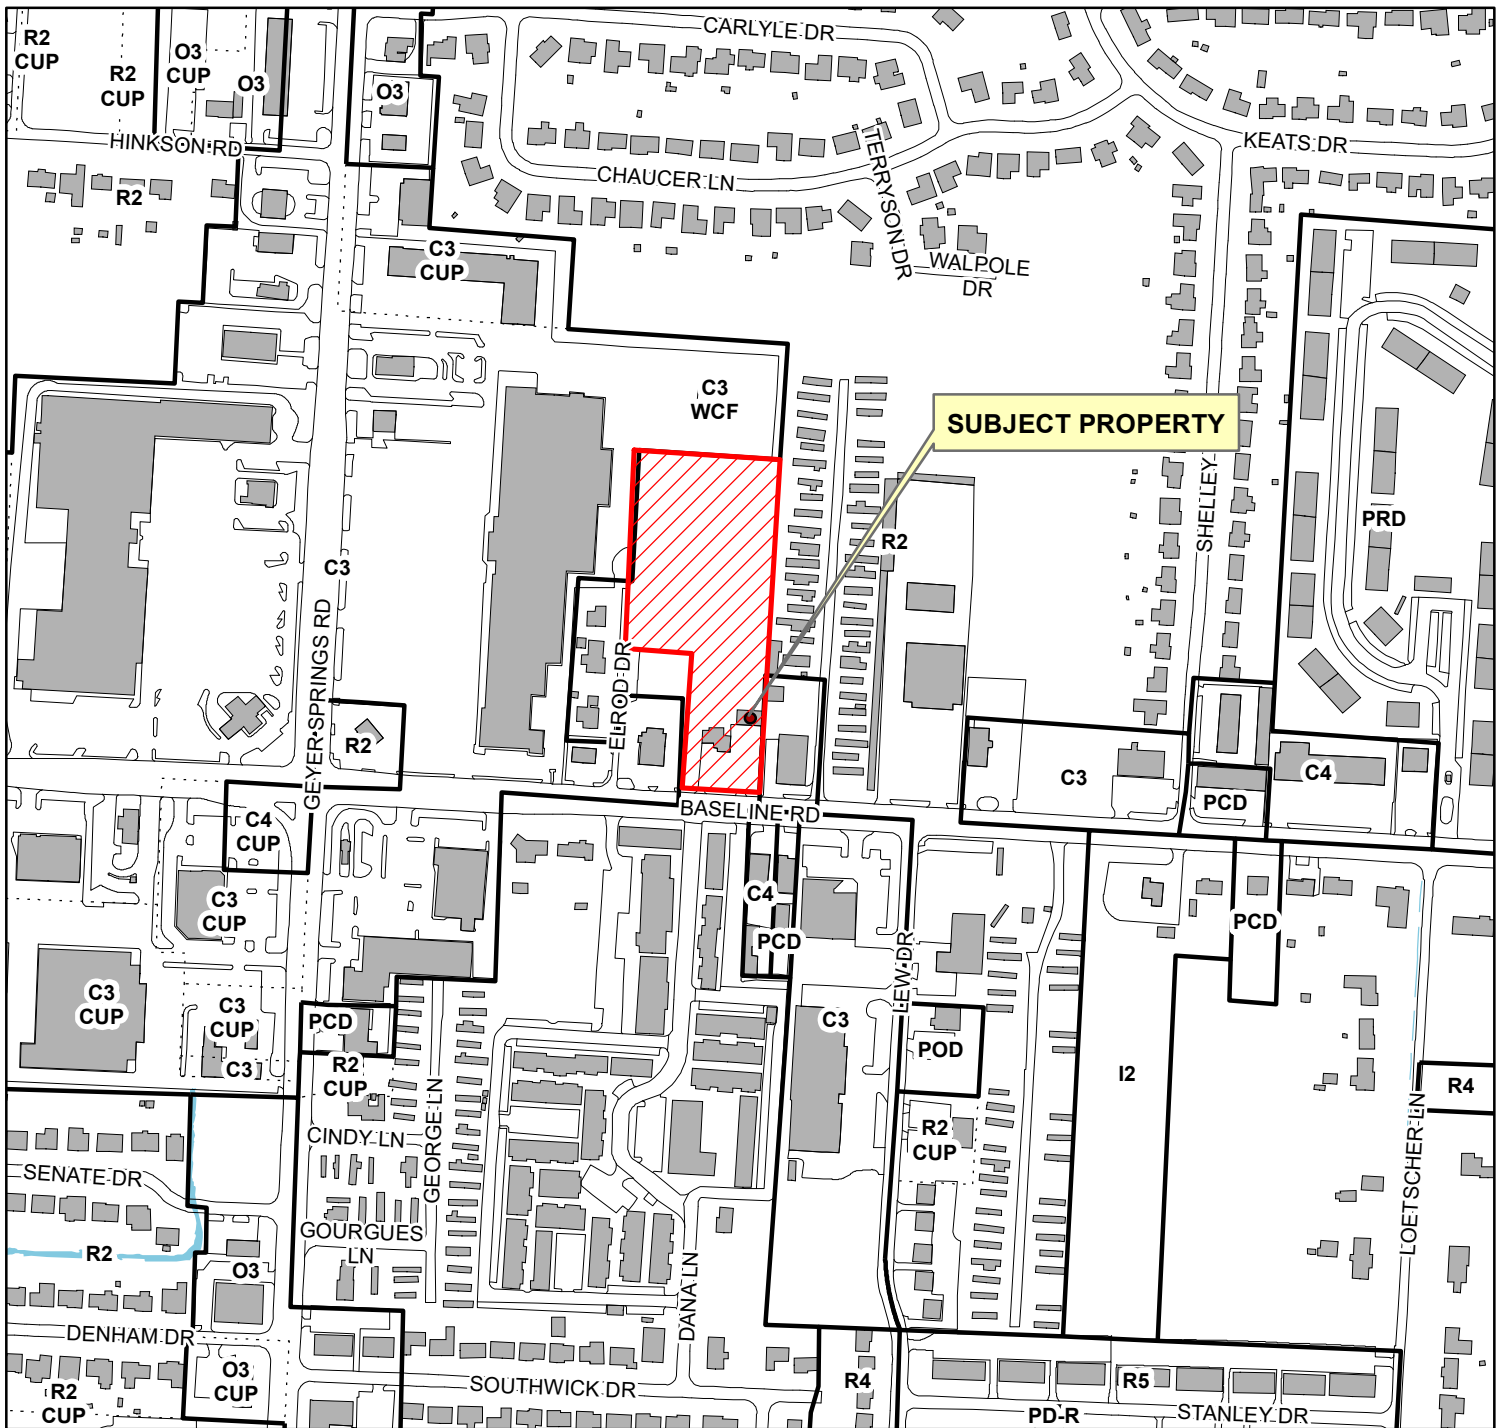 CARLYLE DR
R2
CUP
O3
CUP
R2
CUP
O3
O3
HINKSON RD
KEATS DR
TERRYSON DR
CHAUCER LN
R2
C3
CUP
WALPOLE
DR
C3
WCF
SUBJECT PROPERTY
SHELLEY
PRD
R2
C3
GEYER SPRINGS RD
ELROD DR
R2
C3
C4
PCD
BASELINE RD
C4
CUP
C3
CUP
C4
PCD
PCD
LEW DR
C3
CUP
C3
CUP
PCD
C3
POD
C3
R2
CUP
I2
R4
GEORGE LN
CINDY LN
R2
CUP
LOETSCHER LN
SENATE DR
GOURGUES
LN
R2
O3
DANA LN
DENHAM DR
O3
CUP
R2
CUP
SOUTHWICK DR
R4
R5
PD-R
STANLEY DR